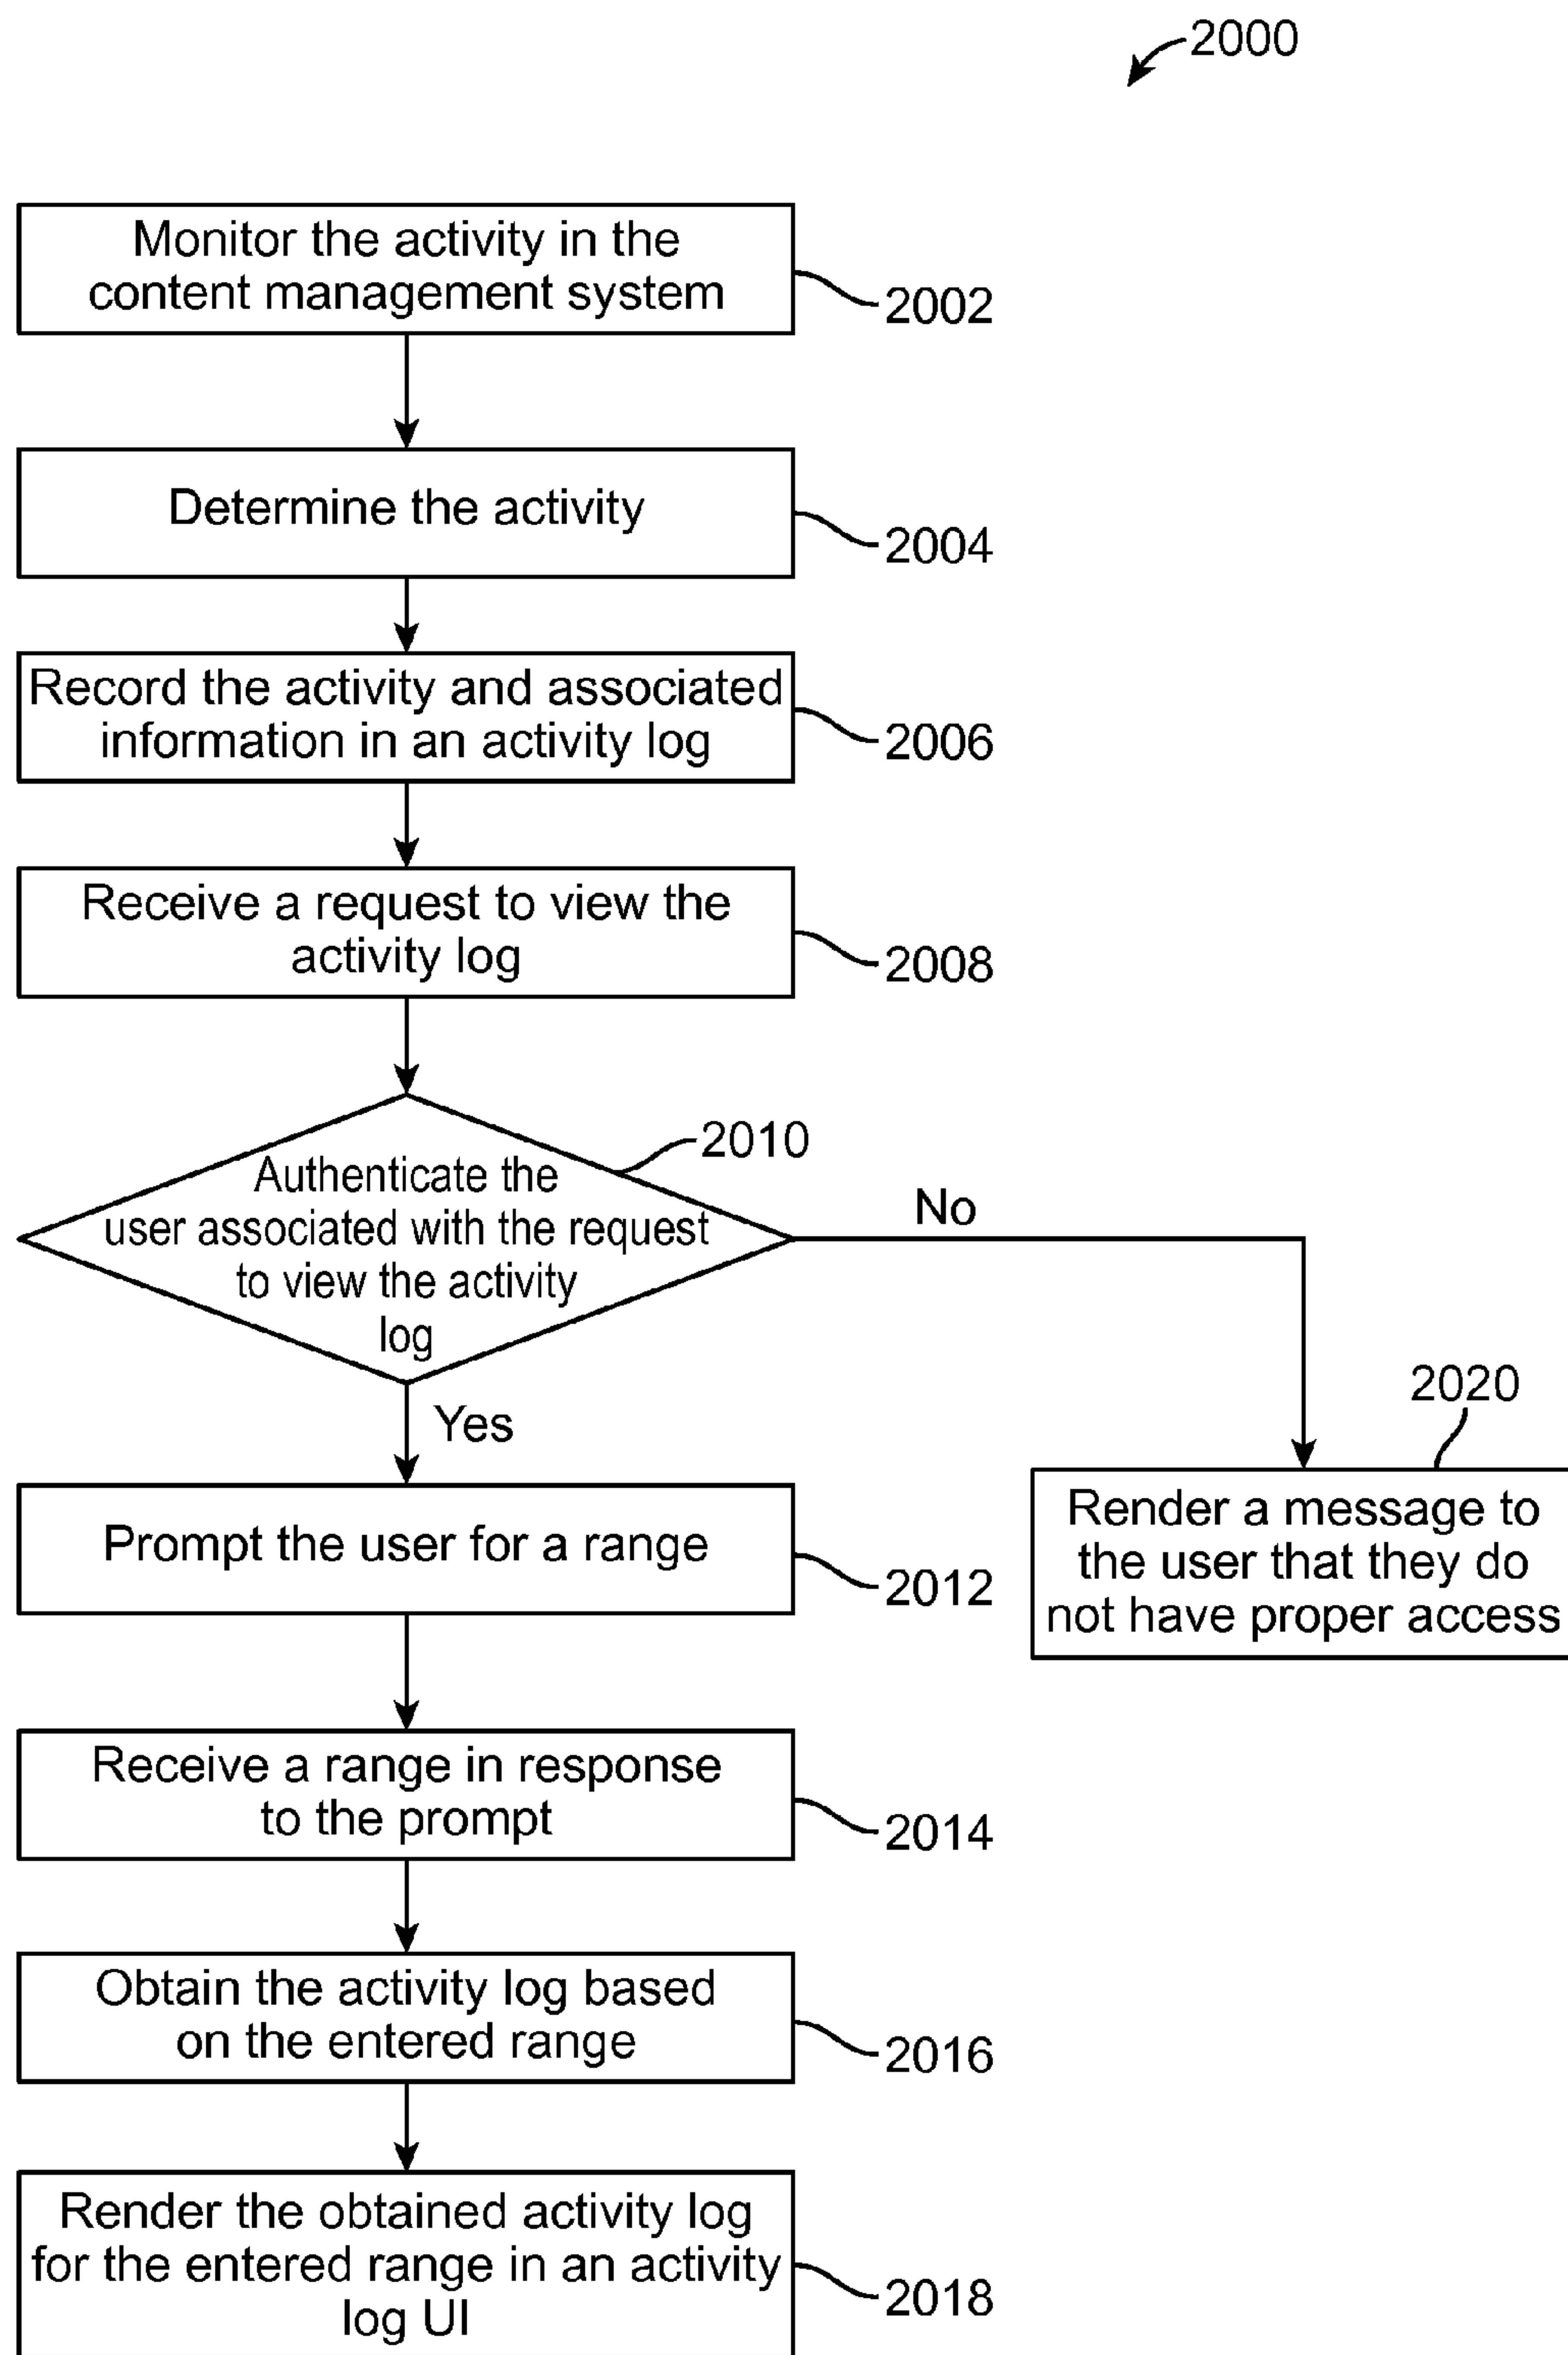 2000
Monitor the activity in the
content management system
2002
Determine the activity
2004
Record the activity and associated
information in an activity log
2006
Receive a request to view the
activity log
2008
2010
Authenticate the
user associated with the request
to view the activity
log
No
Yes
2020
Render a message to
the user that they do
not have proper access
Prompt the user for a range
2012
Receive a range in response
to the prompt
2014
Obtain the activity log based
on the entered range
2016
Render the obtained activity log
for the entered range in an activity
log UI
2018